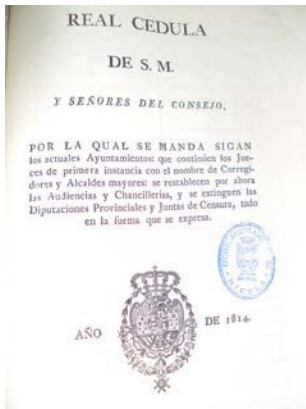 REAL CEDULA
DE S. M.
Y SEÑORES DEL CONSEJO,
POR LA QUAL SE MANDA SIGAN
los actuales Ayuntamientos: que continúen los Jue-
ces de primera instancia con el nombre de Corregi-
dores y Alcaldes mayores: se restablecen por ahora
las Audiencias y Chancillerías, y se extinguen las
Diputaciones Provinciales y Juntas de Censura, todo
en la forma que se expresa.
AÑO DE 1814